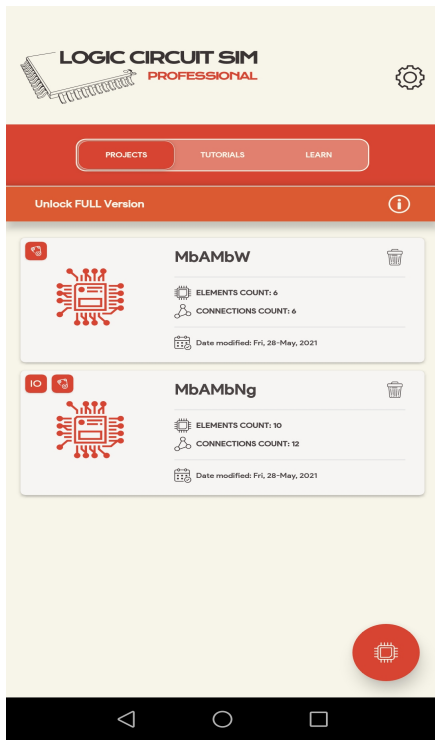 LOGIC CIRCUIT SIM
PROFESSIONAL
PROJECTS
TUTORIALS
LEARN
Unlock FULL Version
MbAMbW
ELEMENTS COUNT: 6
CONNECTIONS COUNT: 6
Date modified: Fri, 28-May, 2021
IO
MbAMbNg
ELEMENTS COUNT: 10
CONNECTIONS COUNT: 12
Date modified: Fri, 28-May, 2021